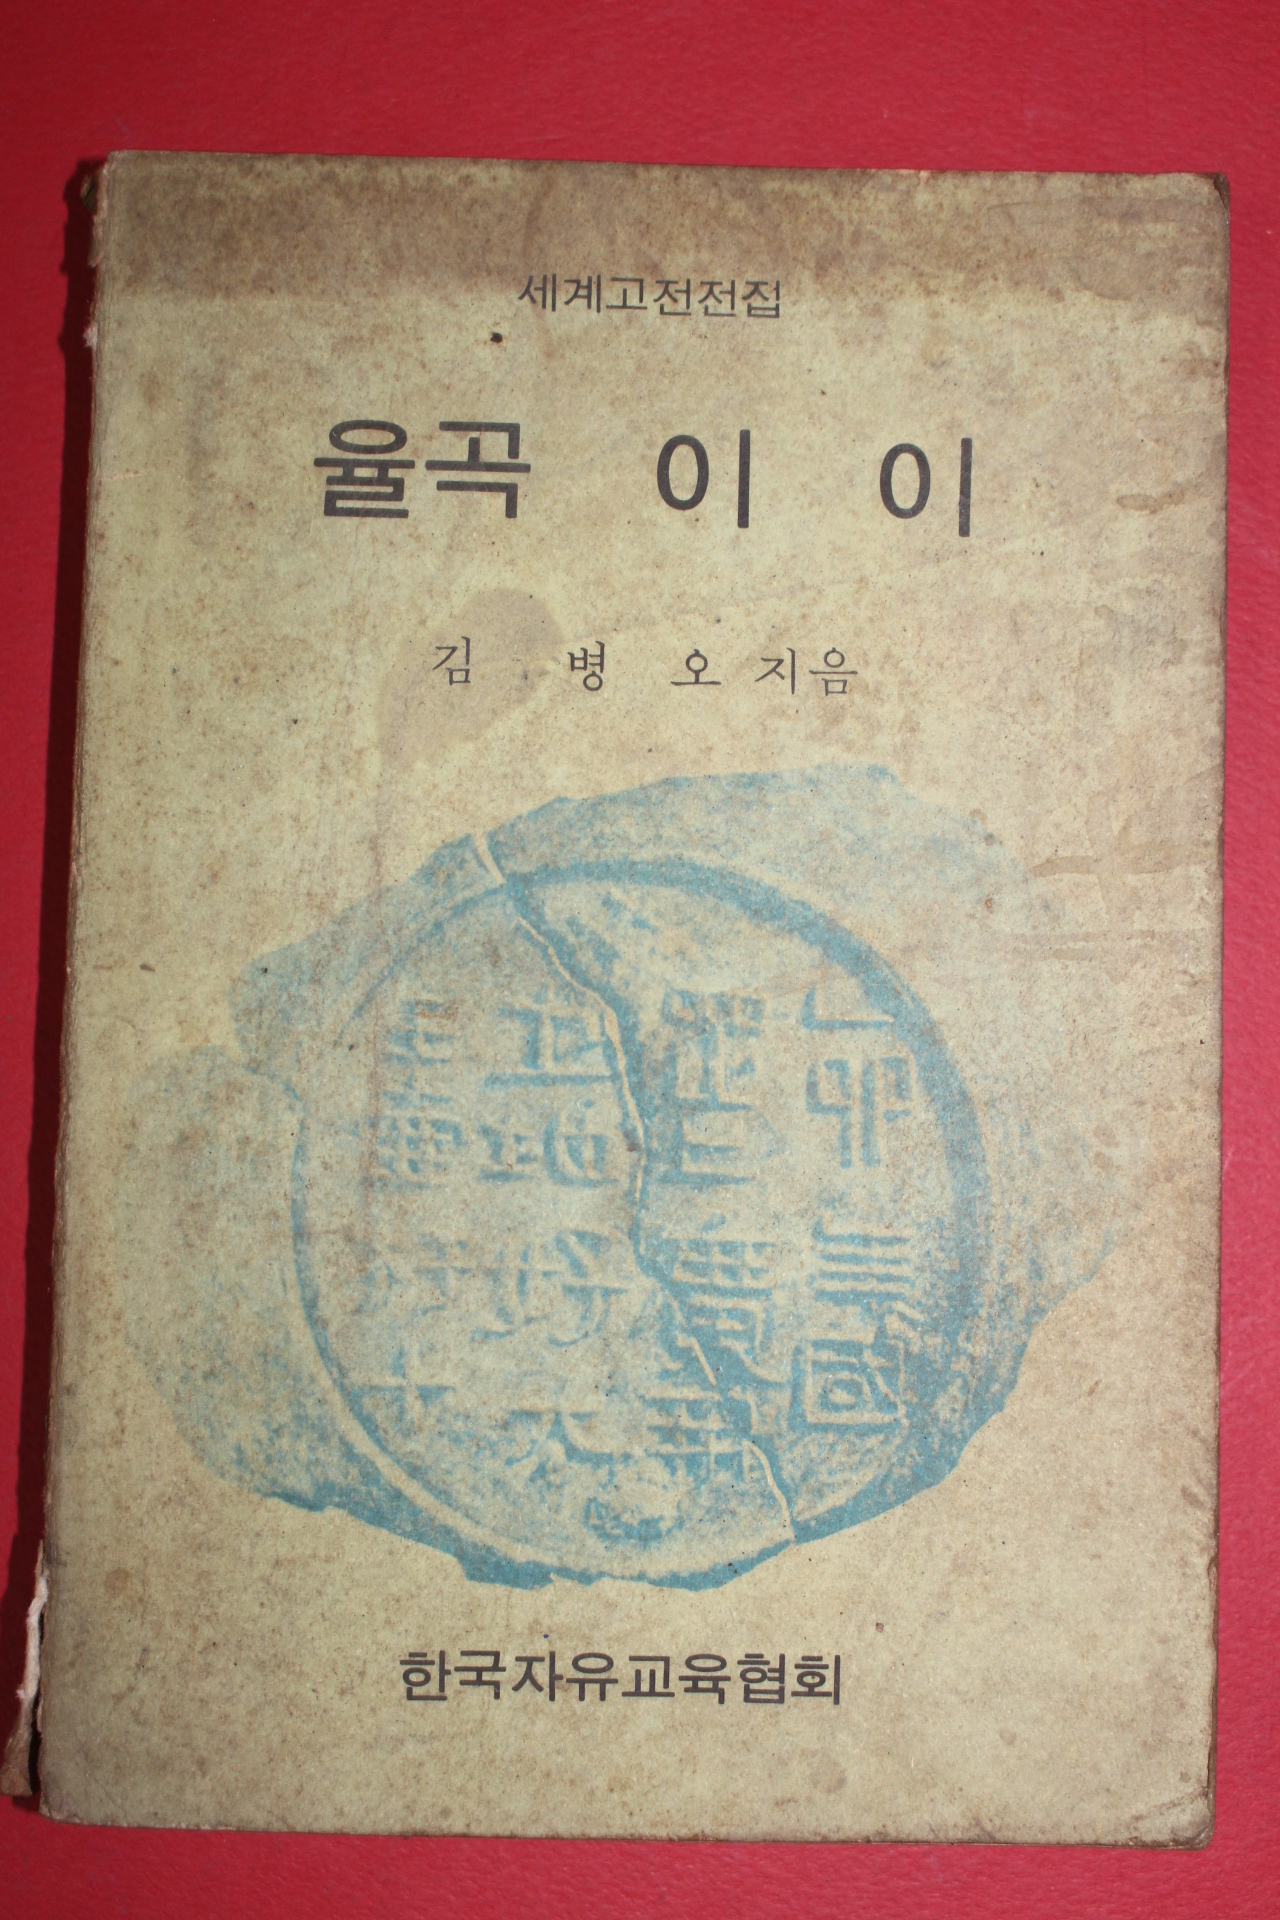 세계고전전집
율곡 이 이
김 병 오 지음
한국자유교육협회